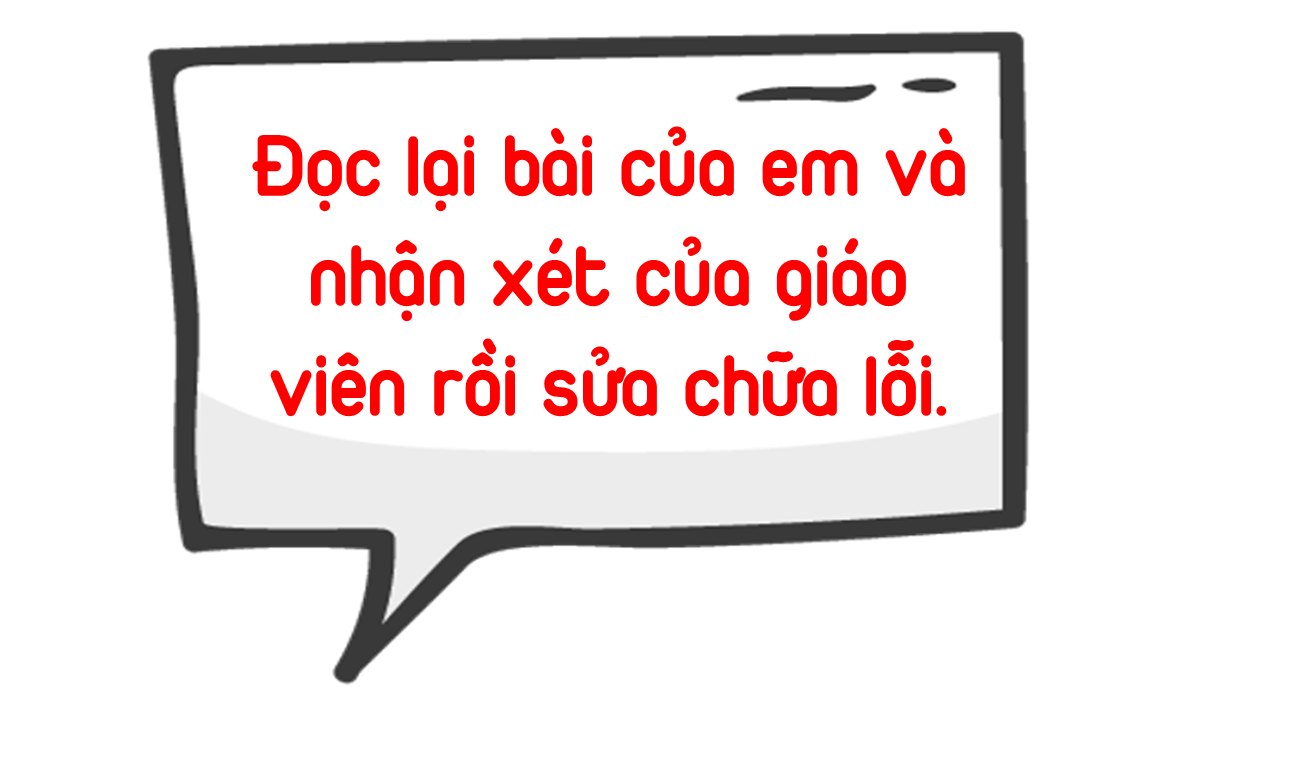 Đọc lại bài của em và
nhận xét của giáo
viên rồi sửa chữa lỗi.